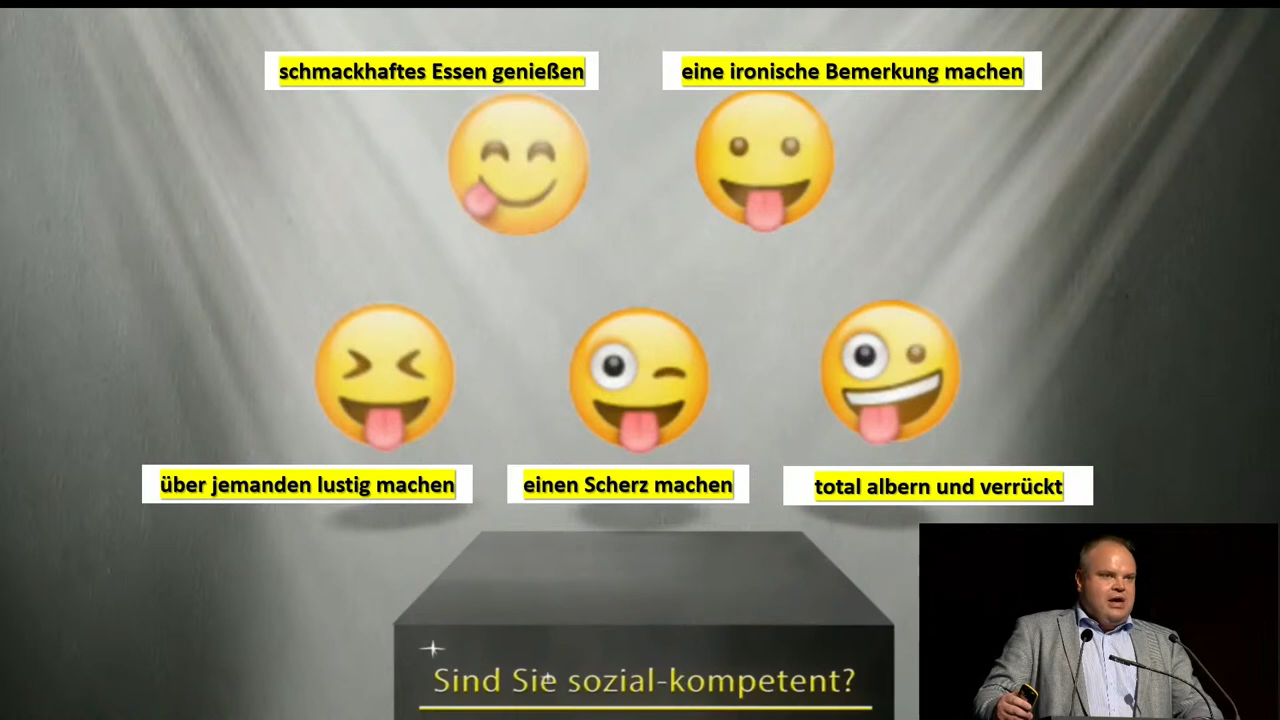 schmackhaftes Essen genießen
eine ironische Bemerkung machen
über jemanden lustig machen
einen Scherz machen
total albern und verrückt
Sind Sie sozial-kompetent?